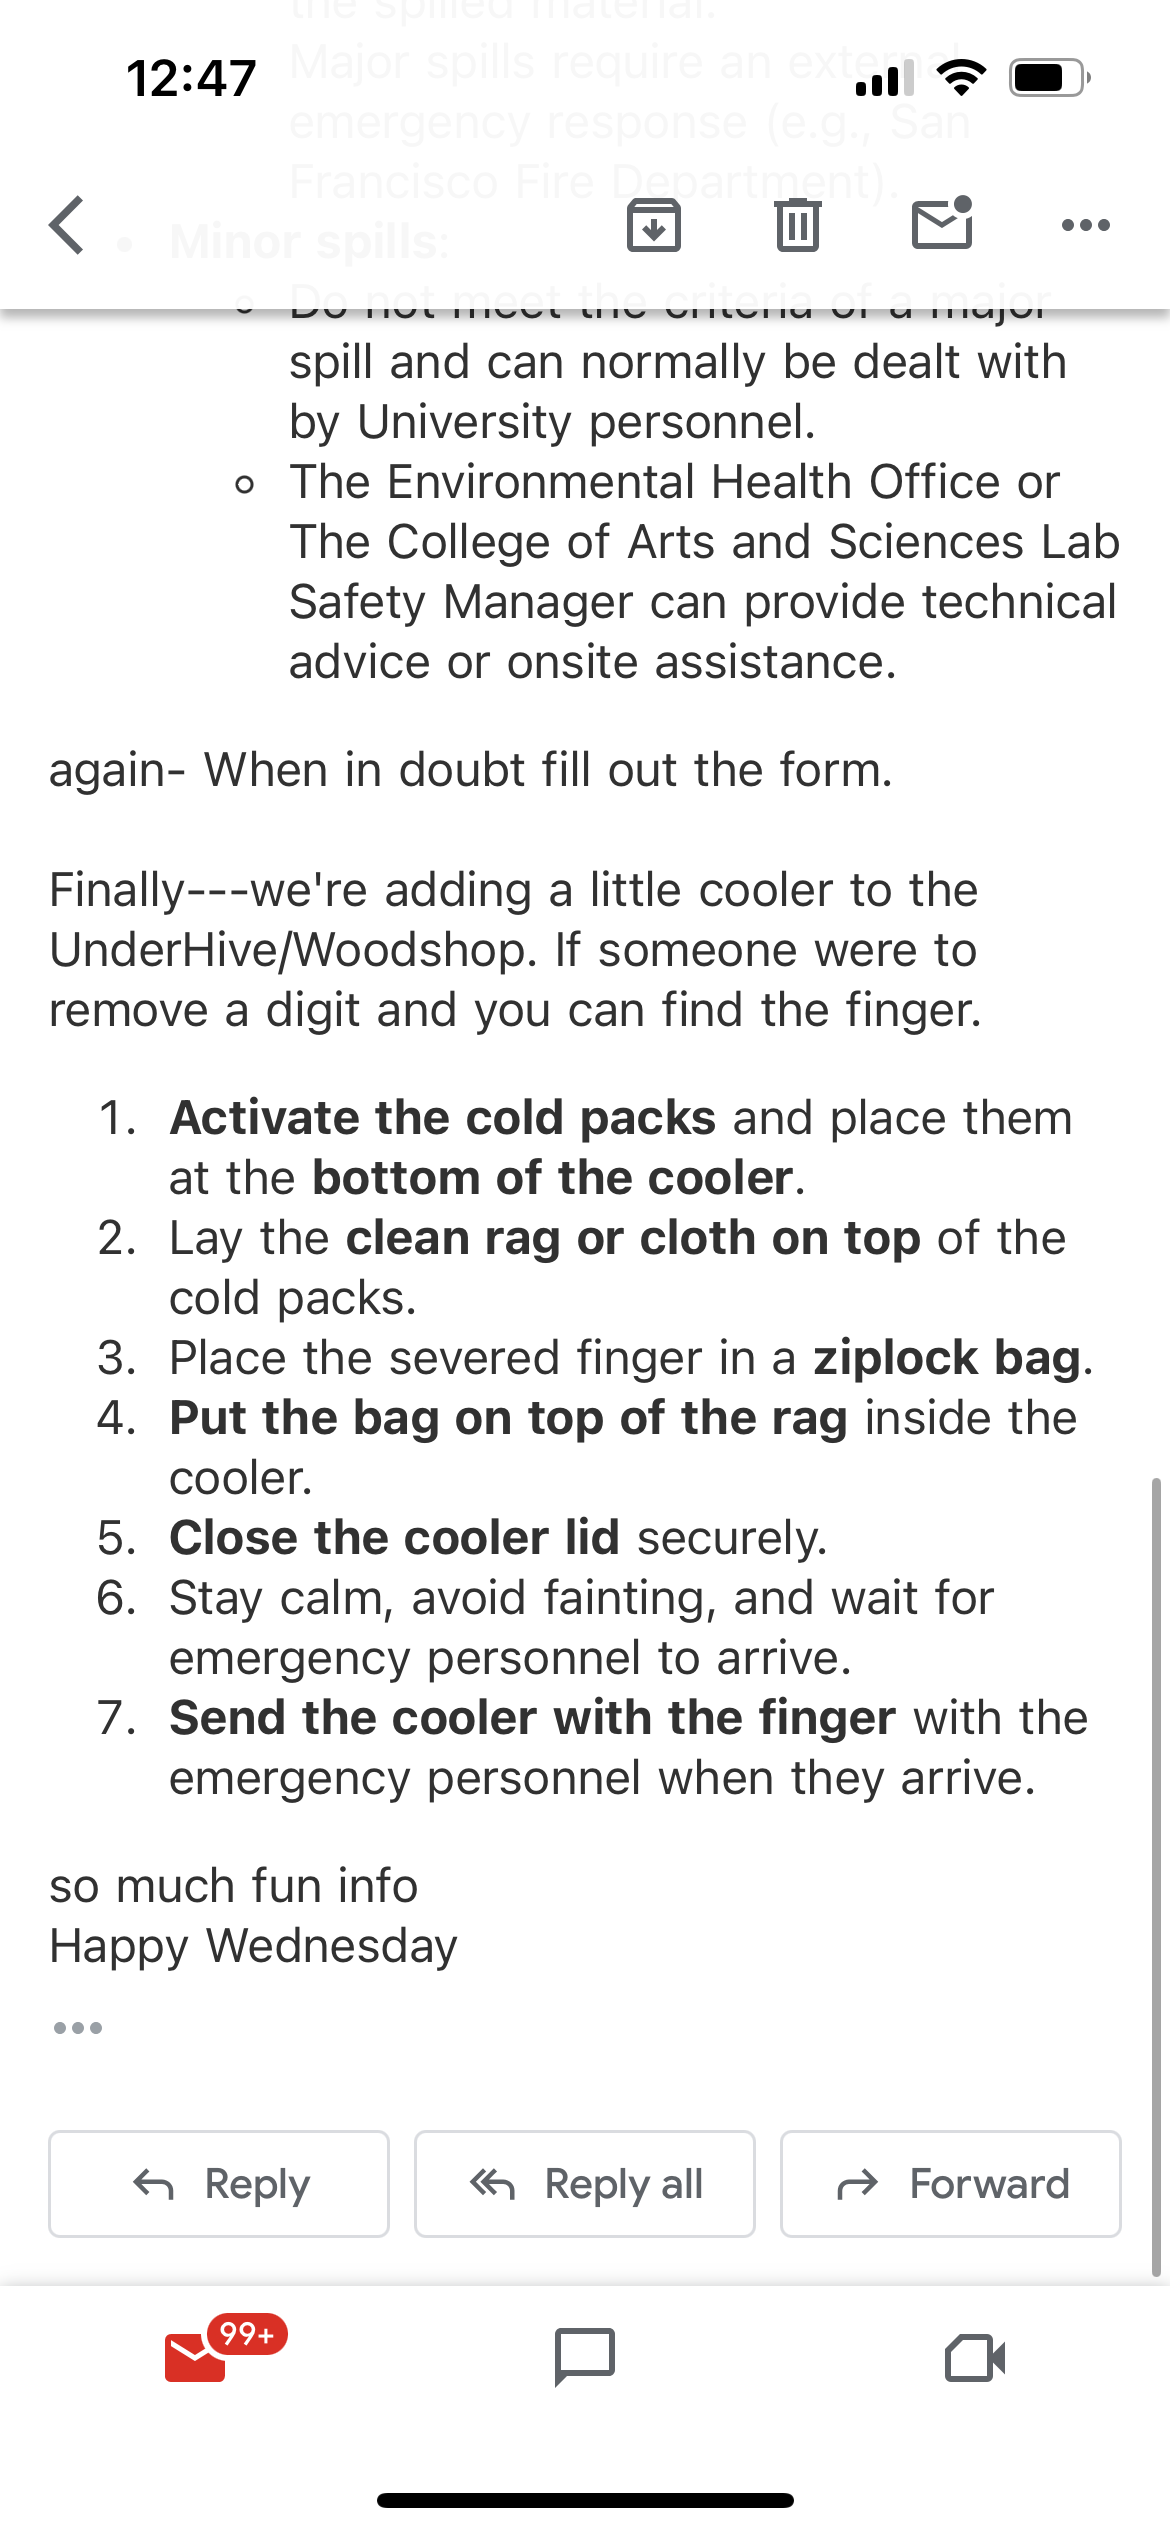 the spilled material.
12:47
Major spills require an external
emergency response (e.g., San
Francisco Fire Department).
• Minor spills:
Do not meet the criteria of a major
spill and can normally be dealt with
by University personnel.
The Environmental Health Office or
The College of Arts and Sciences Lab
Safety Manager can provide technical
advice or onsite assistance.
again- When in doubt fill out the form.
Finally---we're adding a little cooler to the
UnderHive/Woodshop. If someone were to
remove a digit and you can find the finger.
1. Activate the cold packs and place them
at the bottom of the cooler.
2. Lay the clean rag or cloth on top of the
cold packs.
3. Place the severed finger in a ziplock bag.
4. Put the bag on top of the rag inside the
cooler.
5. Close the cooler lid securely.
6. Stay calm, avoid fainting, and wait for
emergency personnel to arrive.
7. Send the cooler with the finger with the
emergency personnel when they arrive.
so much fun info
Happy Wednesday
Reply
Reply all
Forward
99+